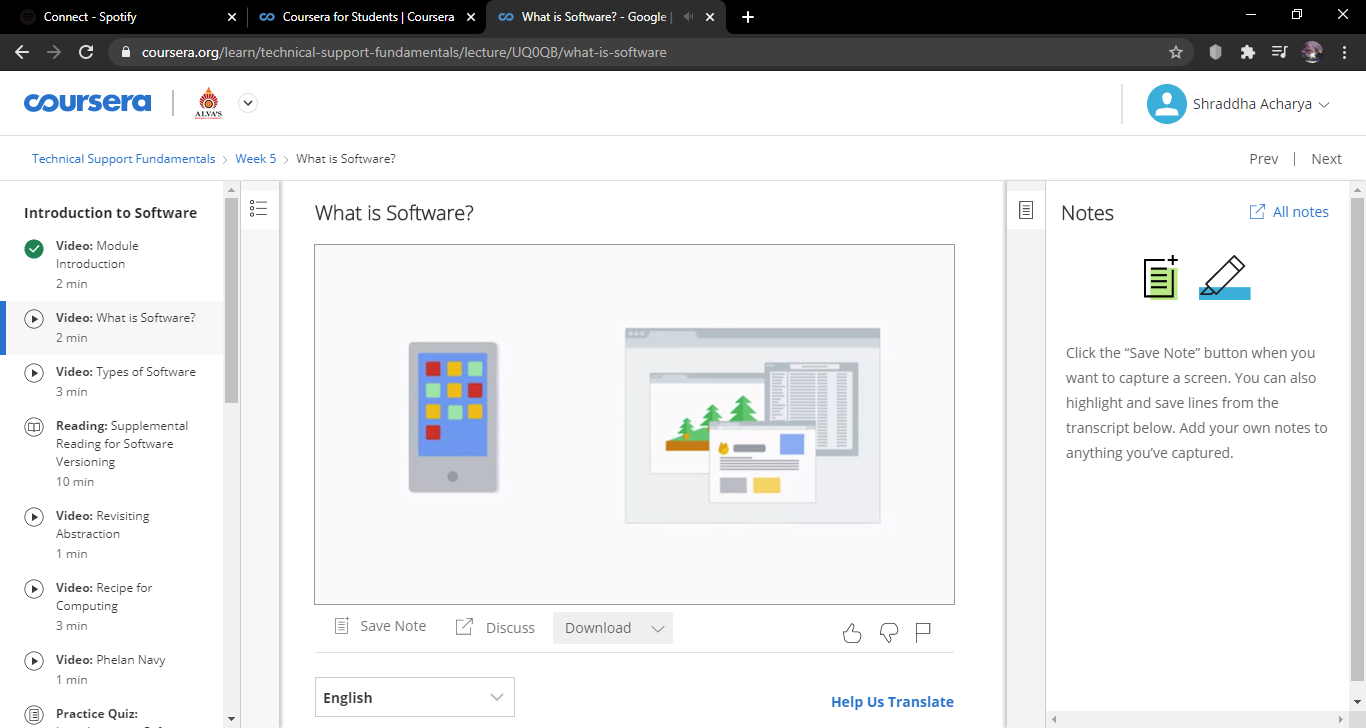 Connect - Spotify
Coursera for Students | Coursera
What is Software? - Google |
coursera.org/learn/technical-support-fundamentals/lecture/UQ0QB/what-is-software
coursera
ALVA'S
Shraddha Acharya
Technical Support Fundamentals > Week 5 > What is Software?
Prev | Next
Introduction to Software
Video: Module
Introduction
2 min
Video: What is Software?
2 min
Video: Types of Software
3 min
Reading: Supplemental
Reading for Software
Versioning
10 min
Video: Revisiting
Abstraction
1 min
Video: Recipe for
Computing
3 min
Video: Phelan Navy
1 min
Practice Quiz:
What is Software?
Save Note
Discuss
Download
English
Help Us Translate
Notes
All notes
Click the “Save Note” button when you
want to capture a screen. You can also
highlight and save lines from the
transcript below. Add your own notes to
anything you’ve captured.